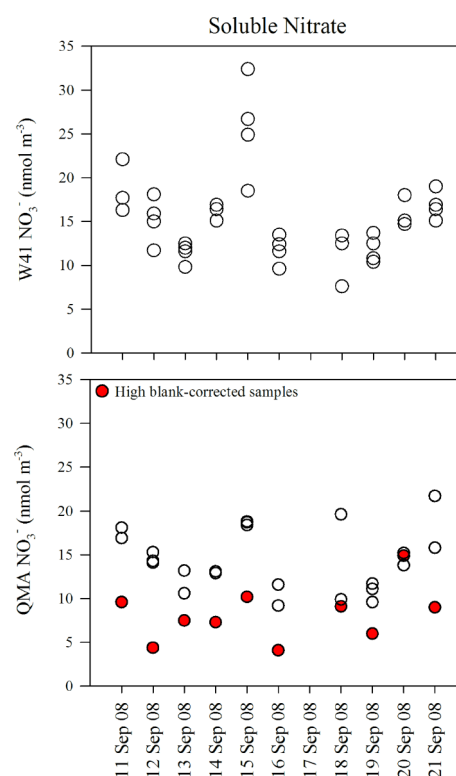 Soluble Nitrate
W41 NO₃⁻ (nmol m⁻³)
35
30
25
20
15
10
5
0
QMA NO₃⁻ (nmol m⁻³)
35
30
25
20
15
10
5
0
High blank-corrected samples
11 Sep 08
12 Sep 08
13 Sep 08
14 Sep 08
15 Sep 08
16 Sep 08
17 Sep 08
18 Sep 08
19 Sep 08
20 Sep 08
21 Sep 08